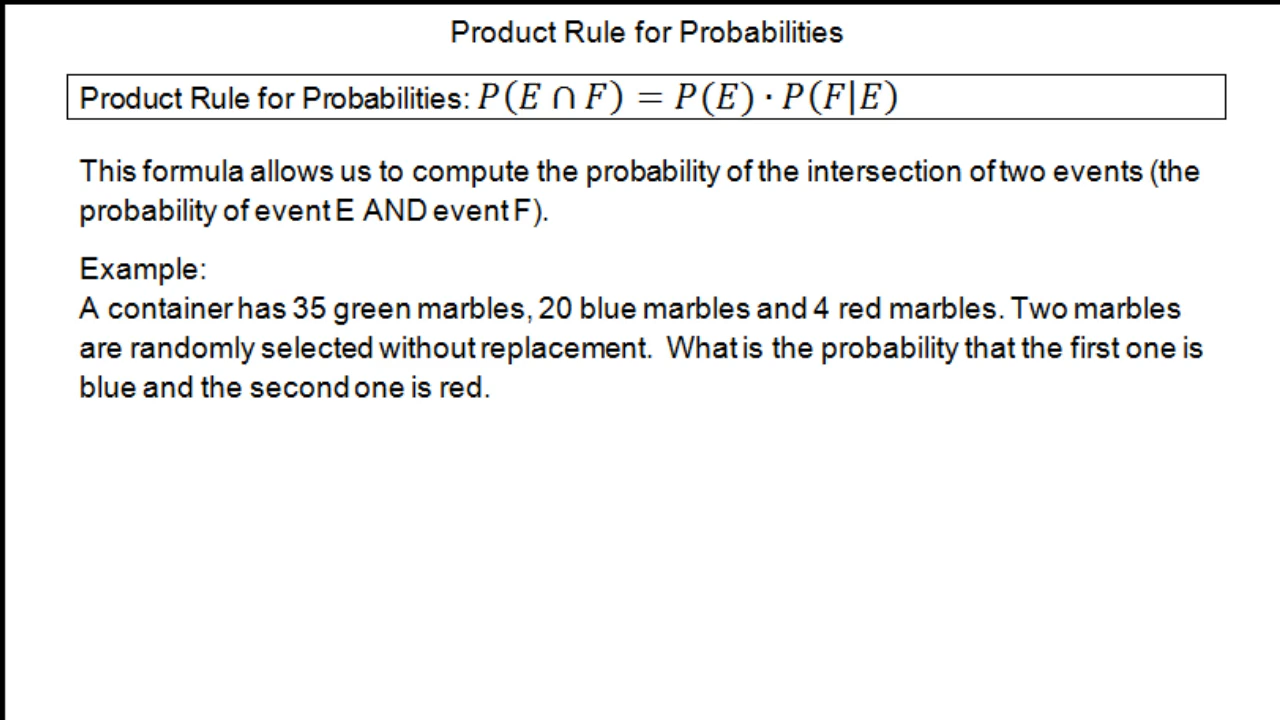 Product Rule for Probabilities
Product Rule for Probabilities: P(E ∩ F) = P(E) · P(F|E)
This formula allows us to compute the probability of the intersection of two events (the
probability of event E AND event F).
Example:
A container has 35 green marbles, 20 blue marbles and 4 red marbles. Two marbles
are randomly selected without replacement. What is the probability that the first one is
blue and the second one is red.